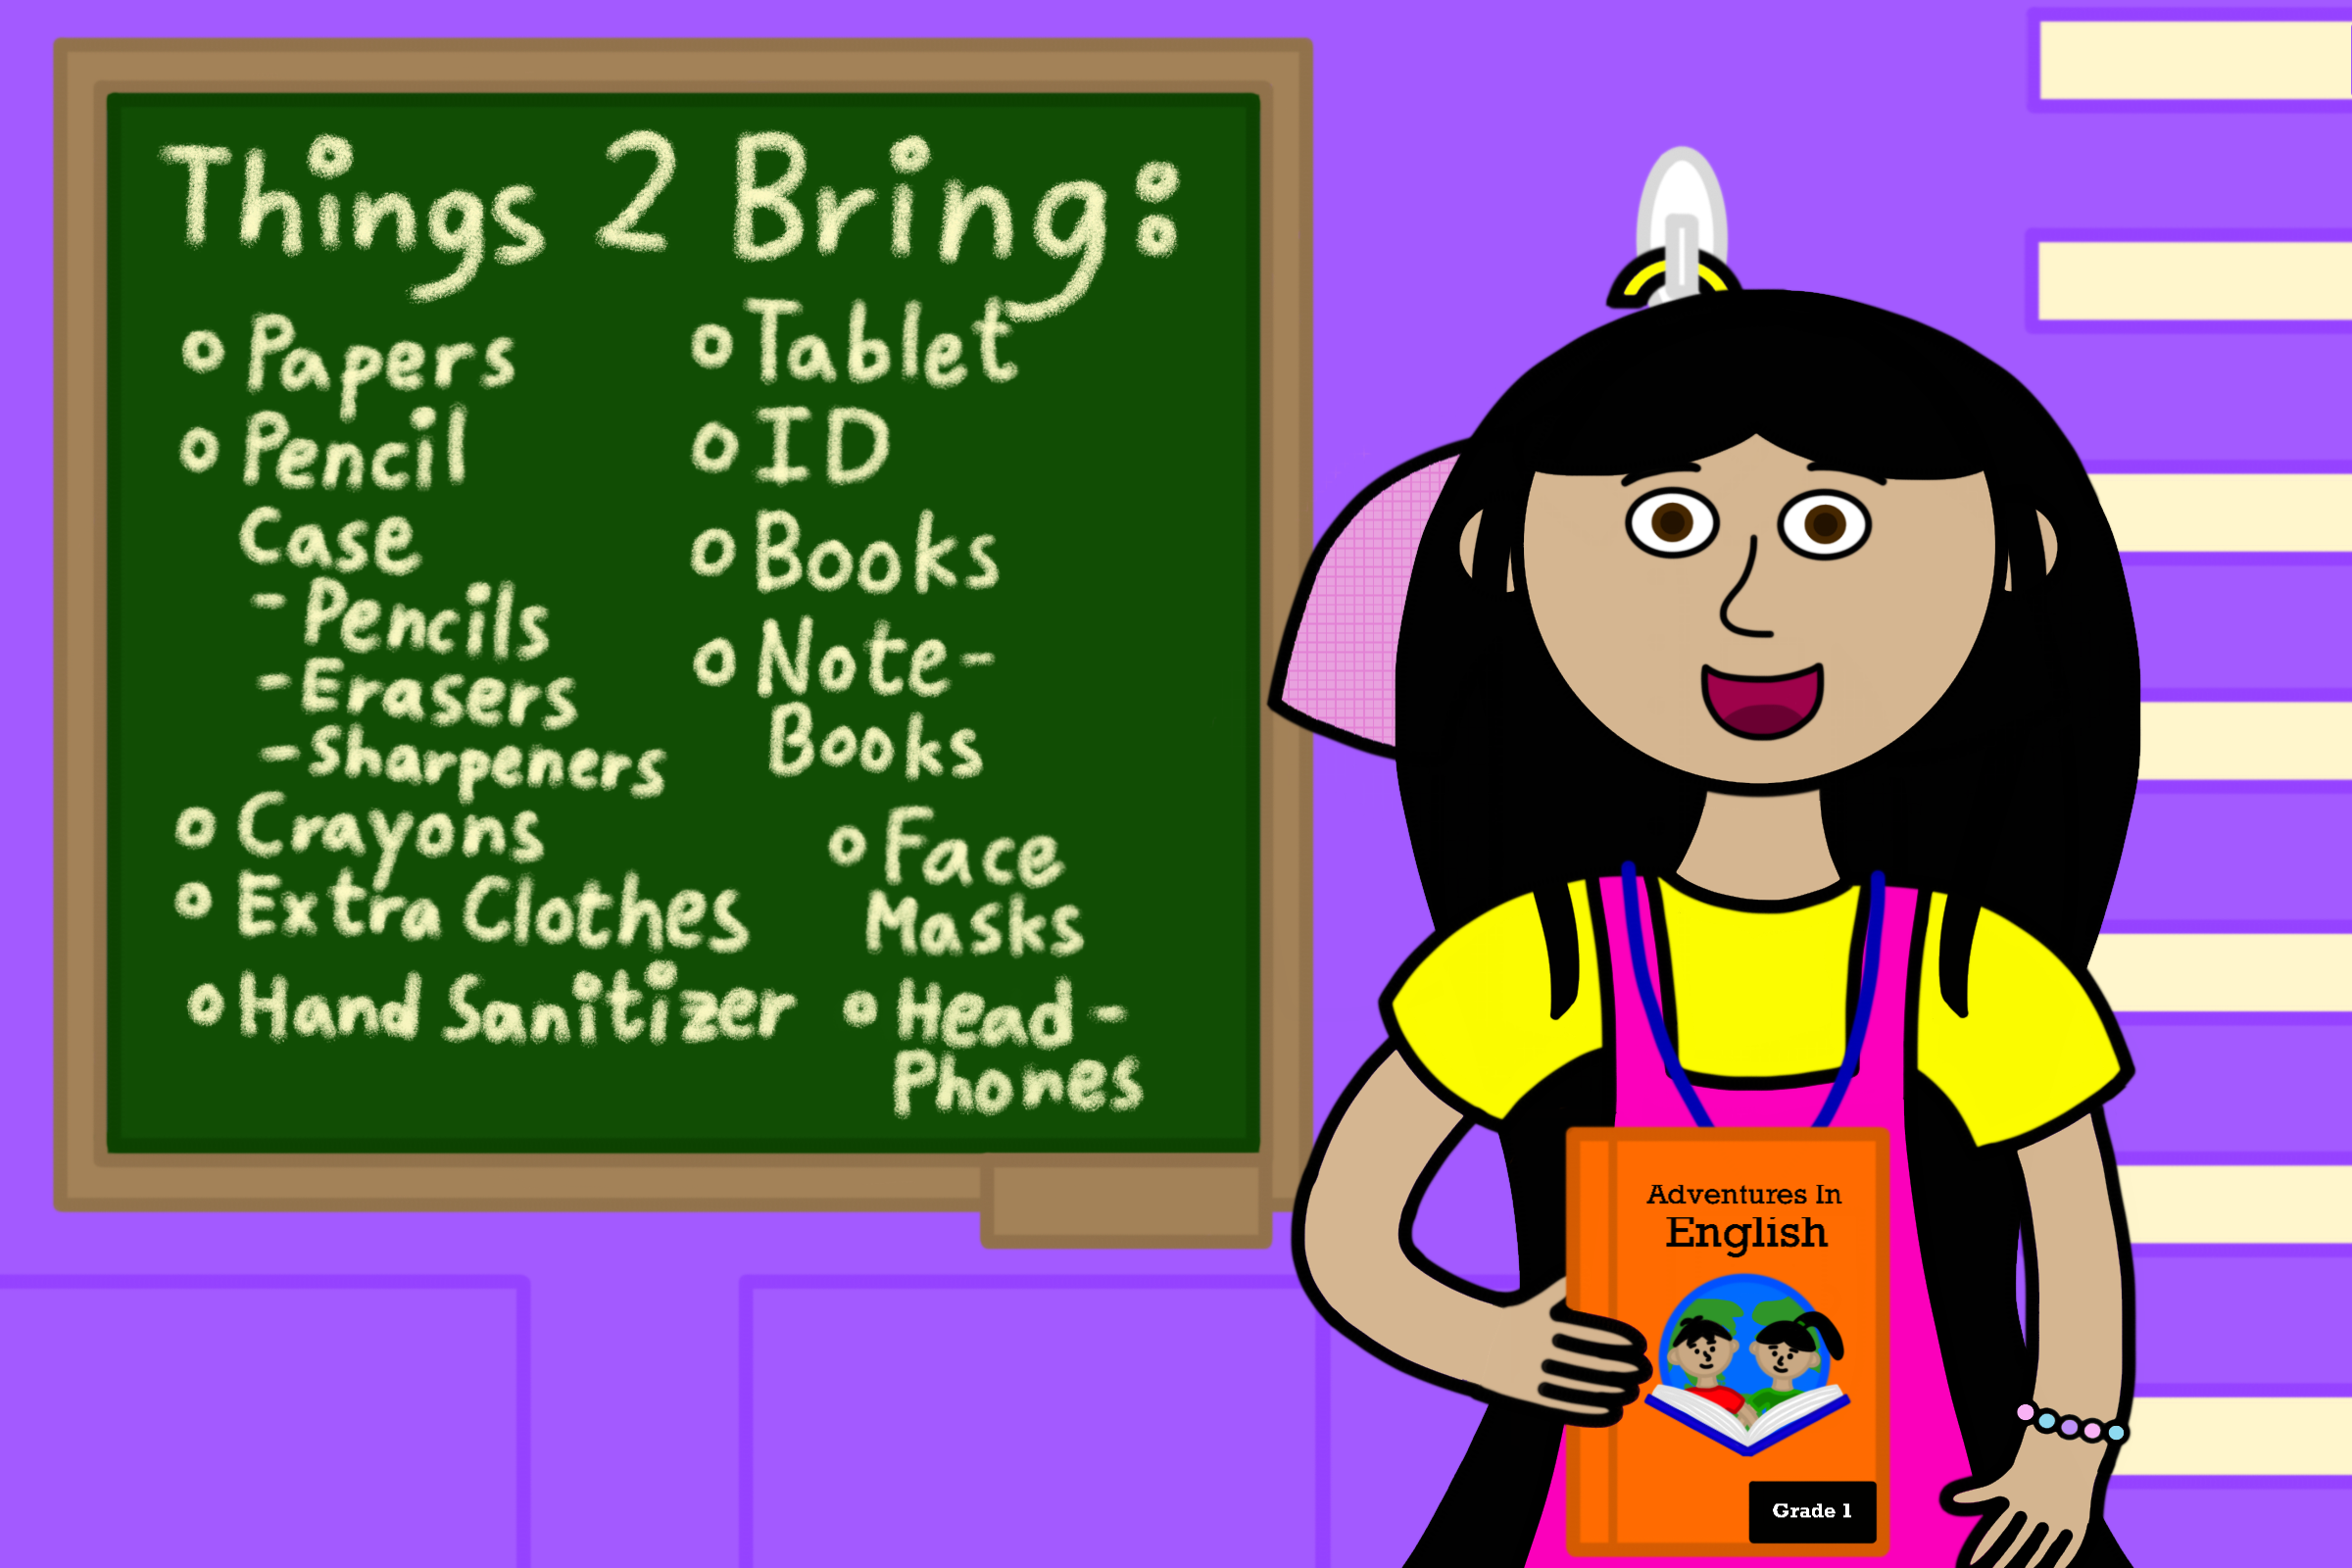 Things 2 Bring:
o Papers
o Pencil
Case
- Pencils
- Erasers
- Sharpeners
o Crayons
o Extra Clothes
o Hand Sanitizer
o Tablet
o ID
o Books
o Note-
Books
o Face
Masks
o Head-
Phones
Adventures In
English
Grade 1